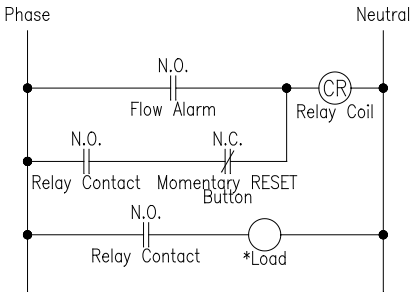 Phase
Neutral
N.O.
CR
Flow Alarm
Relay Coil
N.O.
N.C.
Relay Contact
Momentary RESET
Button
N.O.
Relay Contact
*Load